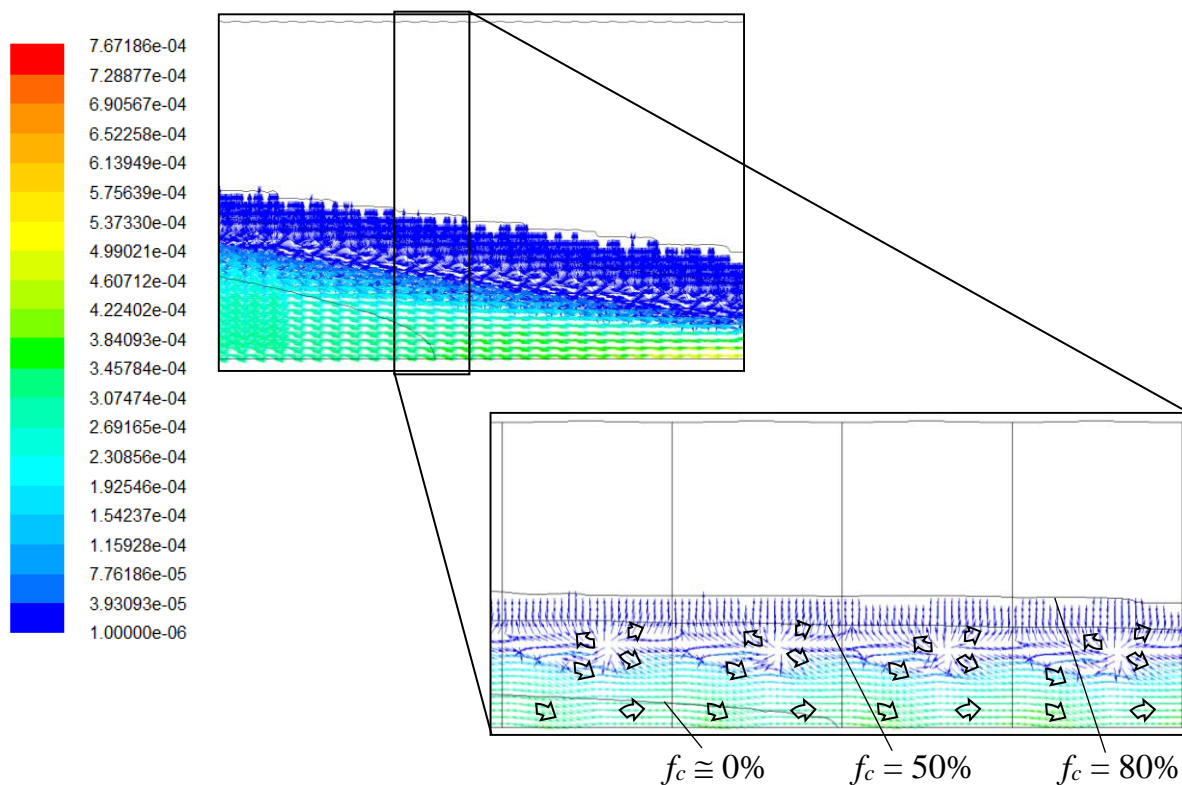 7.67186e-04
7.28877e-04
6.90567e-04
6.52258e-04
6.13949e-04
5.75639e-04
5.37330e-04
4.99021e-04
4.60712e-04
4.22402e-04
3.84093e-04
3.45784e-04
3.07474e-04
2.69165e-04
2.30856e-04
1.92546e-04
1.54237e-04
1.15928e-04
7.76186e-05
3.93093e-05
1.00000e-06
f_c ≅ 0% f_c = 50% f_c = 80%